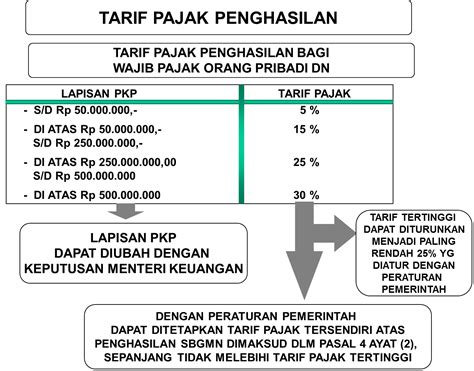 TARIF PAJAK PENGHASILAN
TARIF PAJAK PENGHASILAN BAGI
WAJIB PAJAK ORANG PRIBADI DN
LAPISAN PKP TARIF PAJAK
- S/D Rp 50.000.000,- 5 %
- DI ATAS Rp 50.000.000,- 15 %
S/D Rp 250.000.000,-
- DI ATAS Rp 250.000.000,00 25 %
S/D Rp 500.000.000
- DI ATAS Rp 500.000.000 30 %
LAPISAN PKP
DAPAT DIUBAH DENGAN
KEPUTUSAN MENTERI KEUANGAN
TARIF TERTINGGI
DAPAT DITURUNKAN
MENJADI PALING
RENDAH 25% YG
DIATUR DENGAN
PERATURAN
PEMERINTAH
DENGAN PERATURAN PEMERINTAH
DAPAT DITETAPKAN TARIF PAJAK TERSENDIRI ATAS
PENGHASILAN SBGMN DIMAKSUD DLM PASAL 4 AYAT (2),
SEPANJANG TIDAK MELEBIHI TARIF PAJAK TERTINGGI